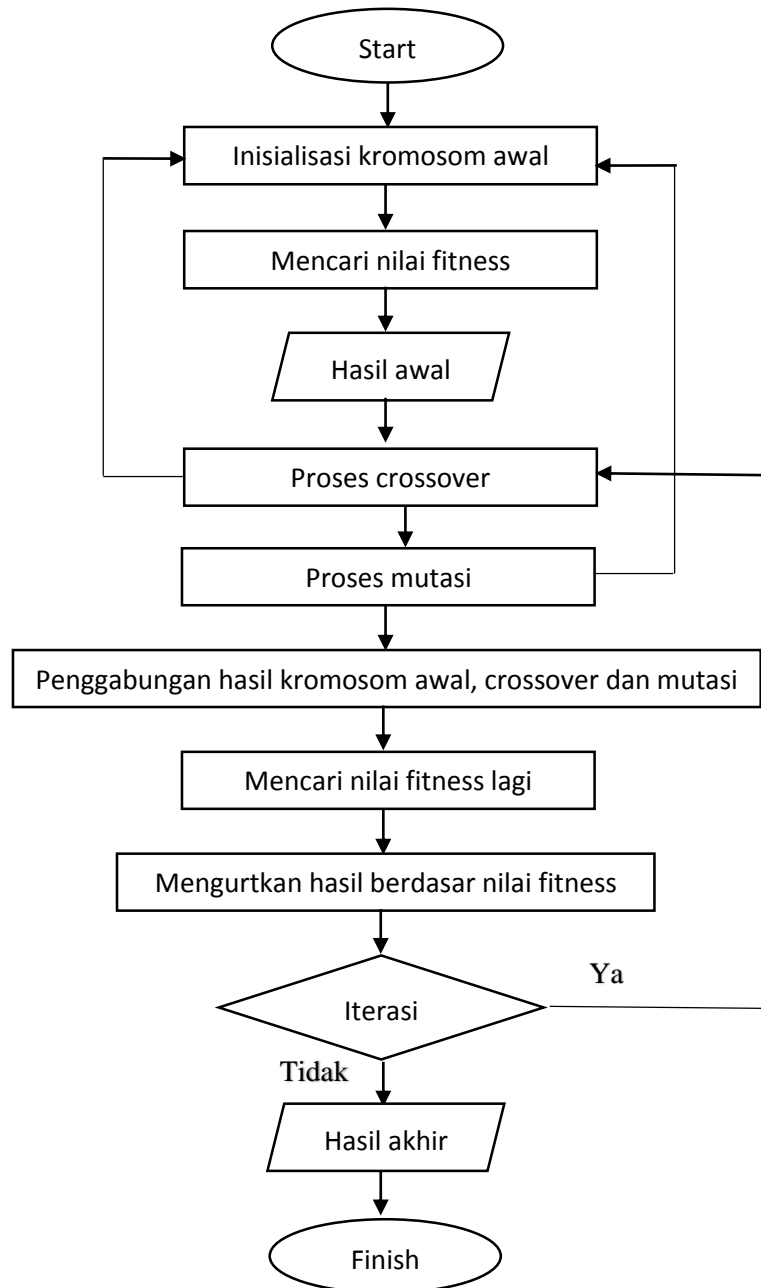 Start
Inisialisasi kromosom awal
Mencari nilai fitness
Hasil awal
Proses crossover
Proses mutasi
Penggabungan hasil kromosom awal, crossover dan mutasi
Mencari nilai fitness lagi
Mengurtkan hasil berdasar nilai fitness
Iterasi
Ya
Tidak
Hasil akhir
Finish